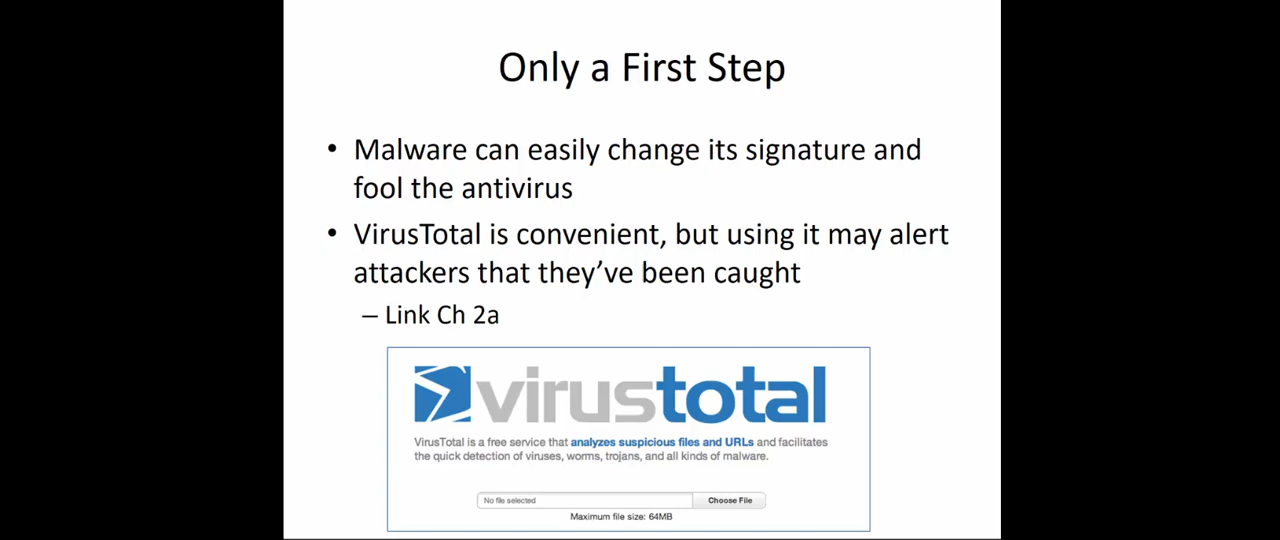 Only a First Step
• Malware can easily change its signature and
fool the antivirus
• VirusTotal is convenient, but using it may alert
attackers that they've been caught
– Link Ch 2a
virustotal
VirusTotal is a free service that analyzes suspicious files and URLs and facilitates
the quick detection of viruses, worms, trojans, and all kinds of malware.
No file selected Choose File
Maximum file size: 64MB